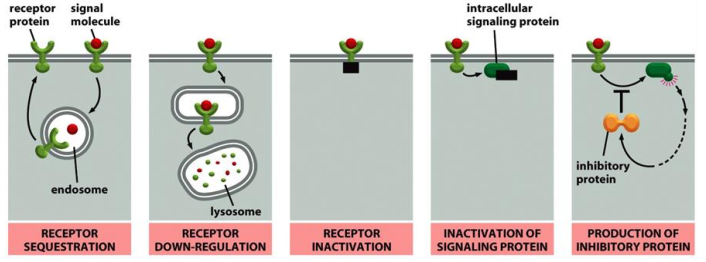 receptor
protein
signal
molecule
endosome
RECEPTOR
SEQUESTRATION
lysosome
RECEPTOR
DOWN-REGULATION
RECEPTOR
INACTIVATION
intracellular
signaling protein
INACTIVATION OF
SIGNALING PROTEIN
inhibitory
protein
PRODUCTION OF
INHIBITORY PROTEIN